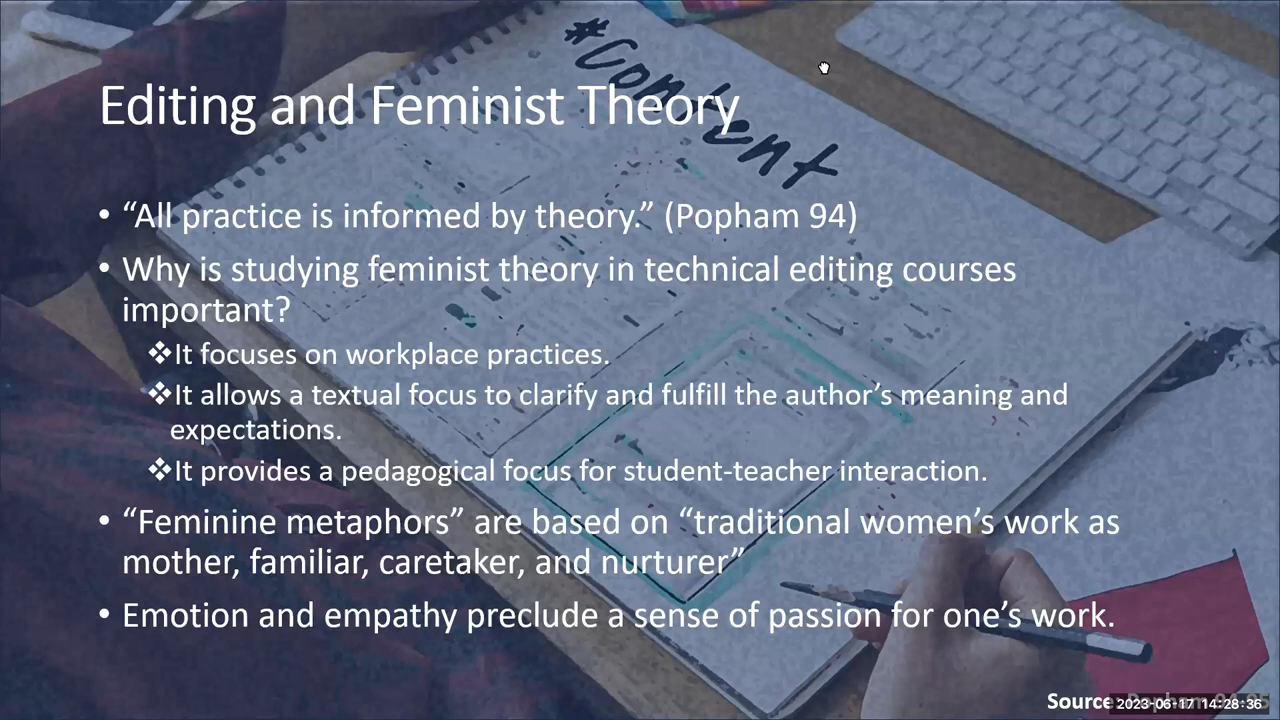 #Content
Editing and Feminist Theory
• “All practice is informed by theory.” (Popham 94)
• Why is studying feminist theory in technical editing courses
important?
❖It focuses on workplace practices.
❖It allows a textual focus to clarify and fulfill the author’s meaning and
expectations.
❖It provides a pedagogical focus for student-teacher interaction.
• “Feminine metaphors” are based on “traditional women’s work as
mother, familiar, caretaker, and nurturer”
• Emotion and empathy preclude a sense of passion for one’s work.
Source
2023-06-17 14:28:36